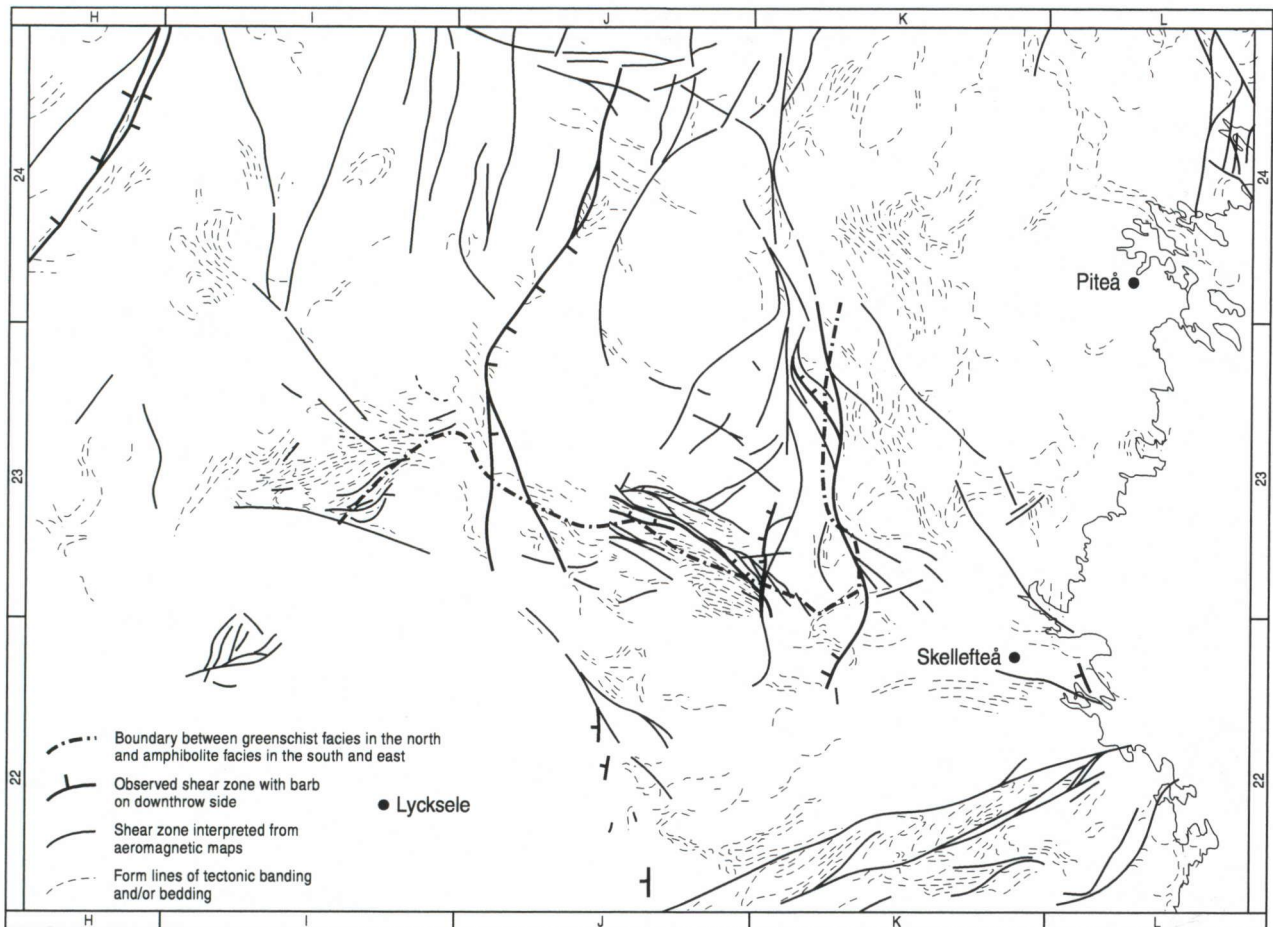 H I J K L
24 24
Piteå
23 23
Skellefteå
Boundary between greenschist facies in the north
and amphibolite facies in the south and east
Observed shear zone with barb
on downthrow side
Lycksele
22 22
Shear zone interpreted from
aeromagnetic maps
Form lines of tectonic banding
and/or bedding
H I J K L